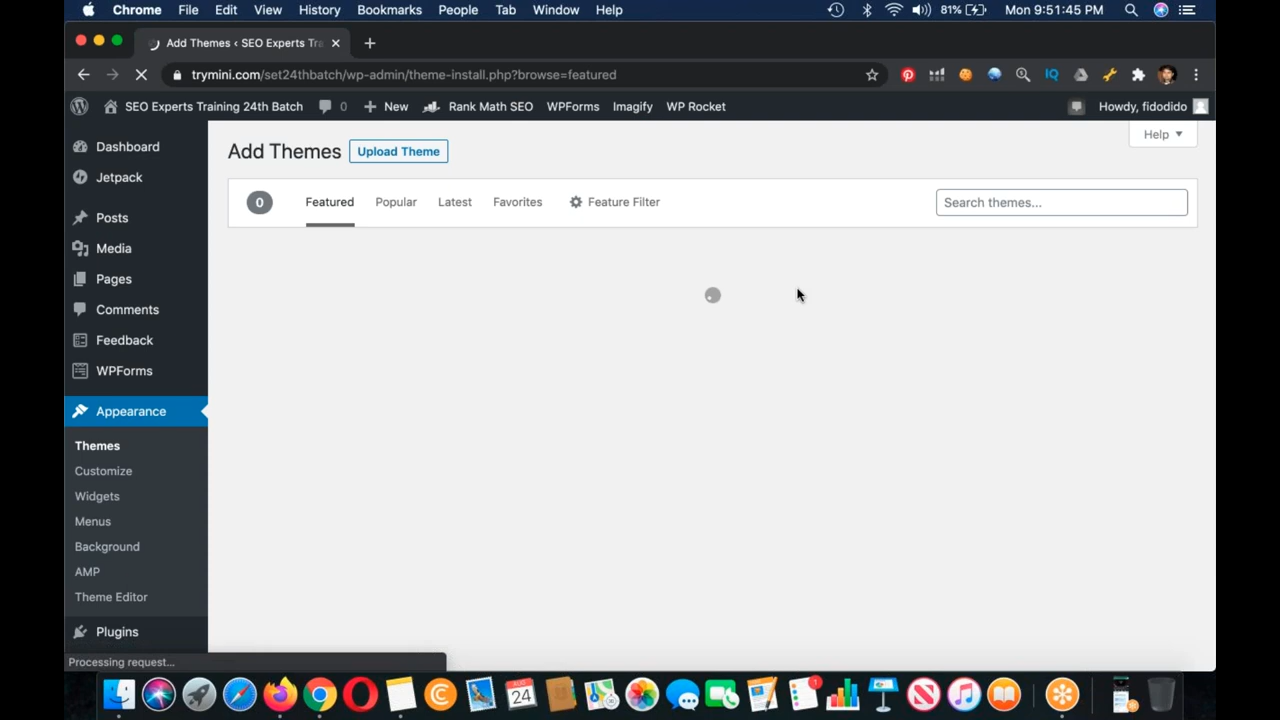 Chrome File Edit View History Bookmarks People Tab Window Help 81% Mon 9:51:45 PM
Add Themes ‹ SEO Experts Tra
trymini.com/set24thbatch/wp-admin/theme-install.php?browse=featured
SEO Experts Training 24th Batch 0 New Rank Math SEO WPForms Imagify WP Rocket Howdy, fidodido
Help
Add Themes Upload Theme
0 Featured Popular Latest Favorites Feature Filter Search themes...
Dashboard
Jetpack
Posts
Media
Pages
Comments
Feedback
WPForms
Appearance
Themes
Customize
Widgets
Menus
Background
AMP
Theme Editor
Plugins
Processing request...
AUG
24
1